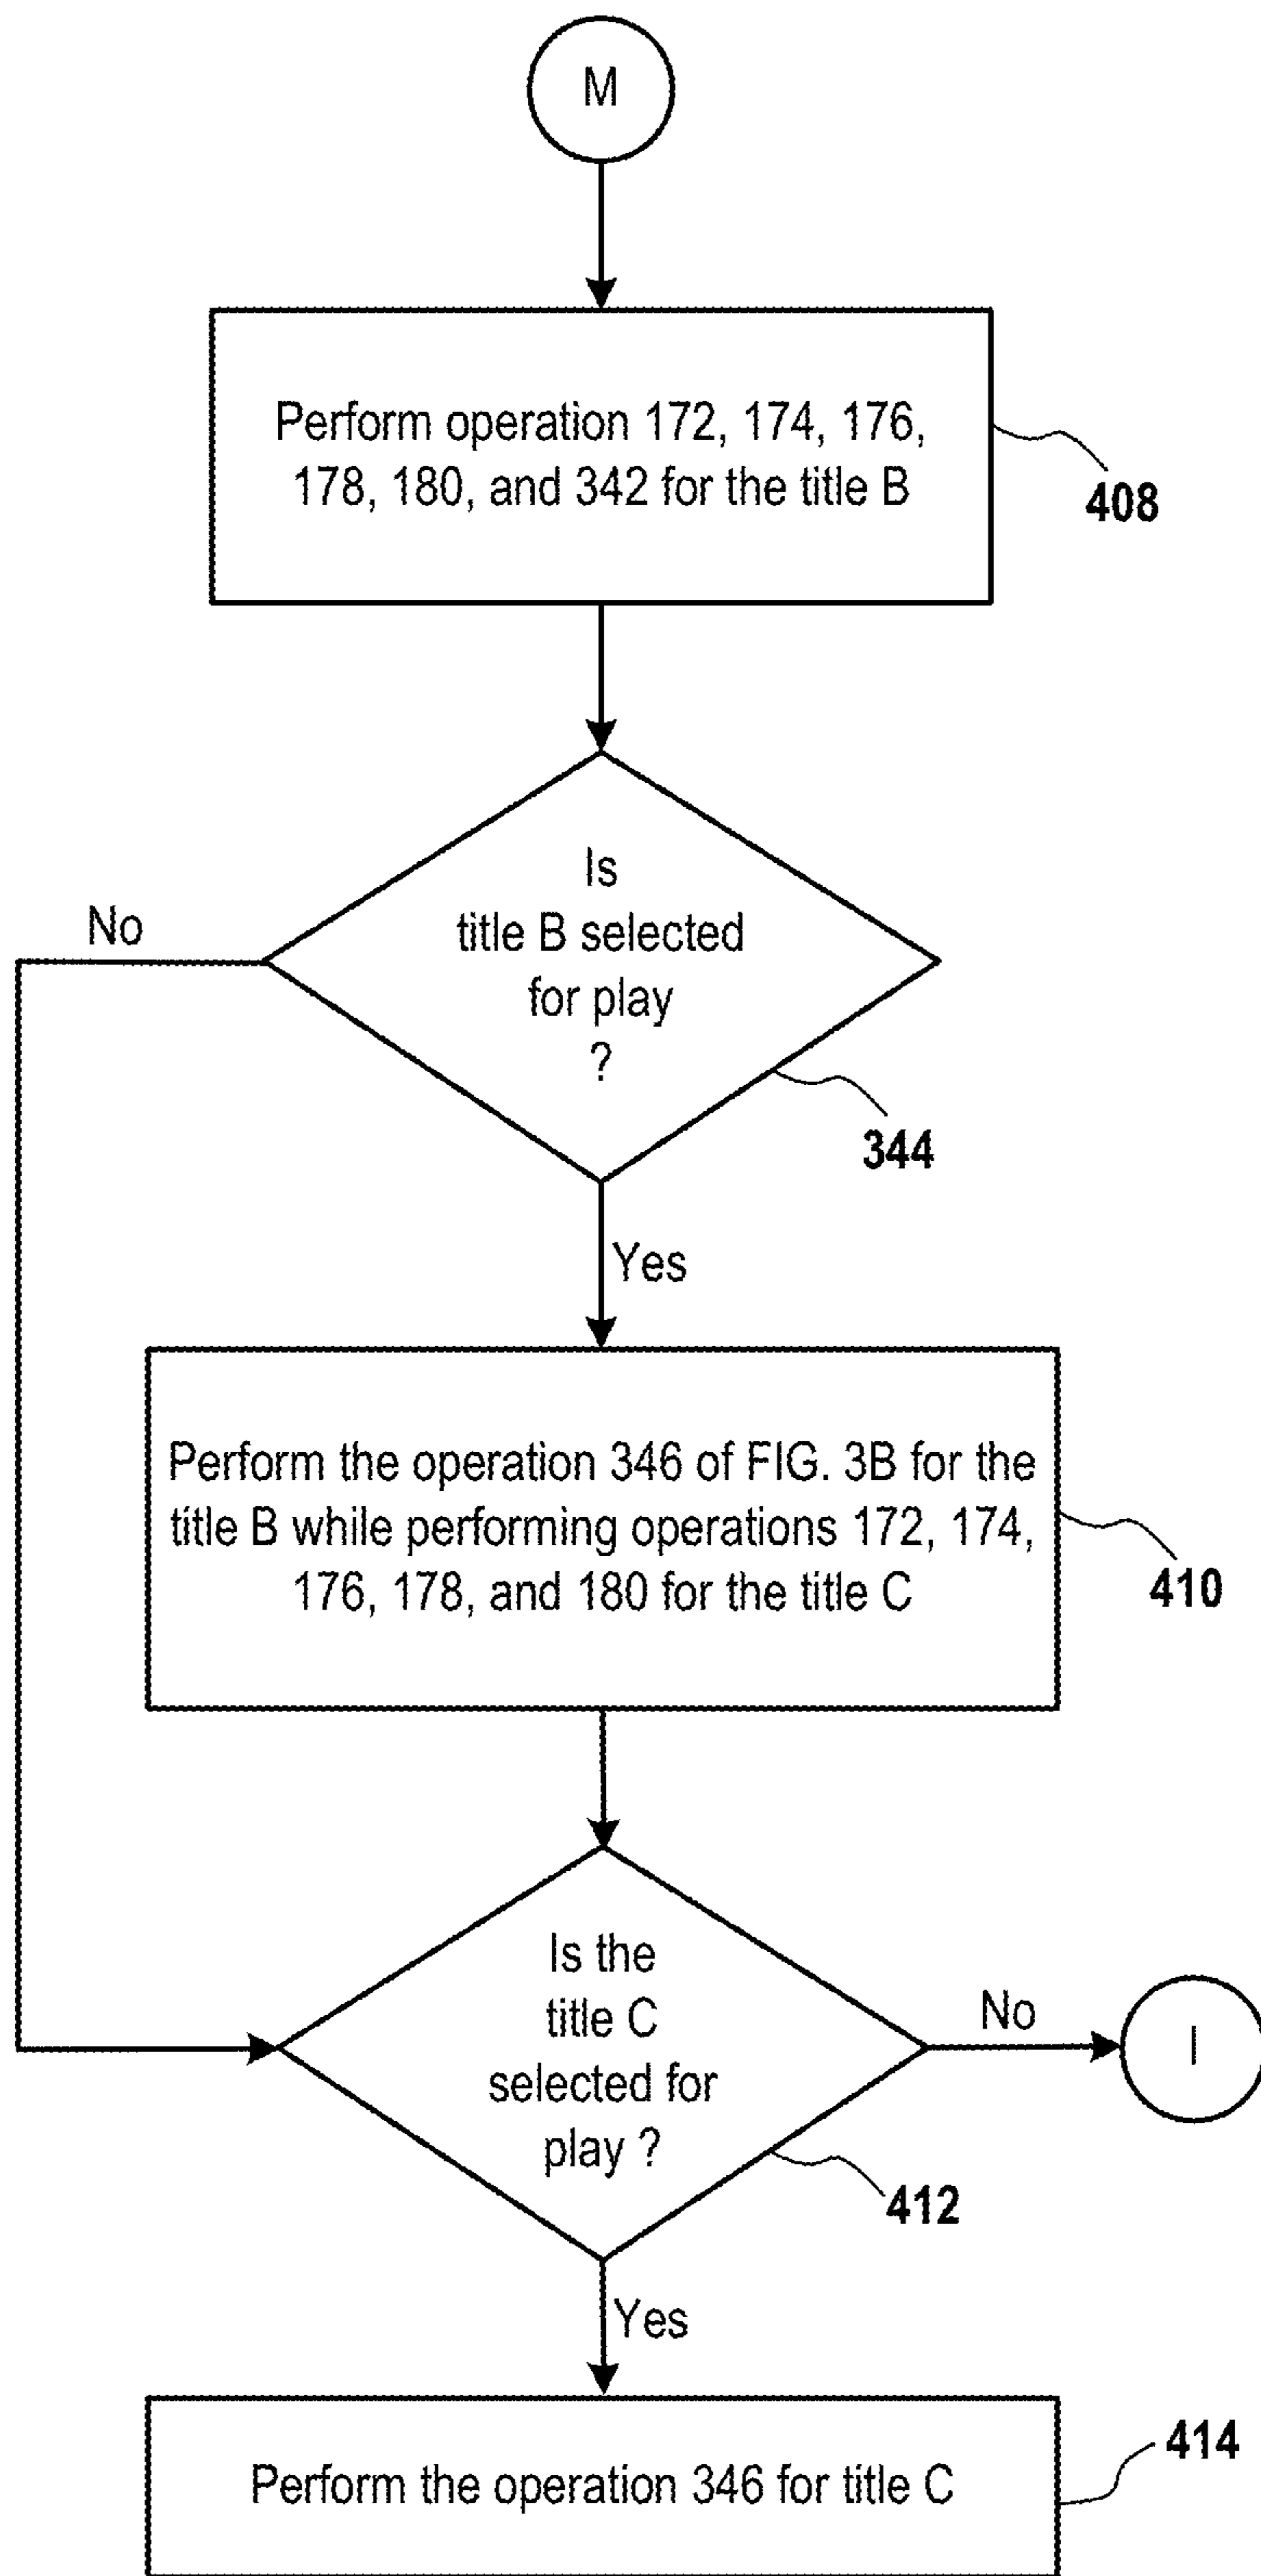 M
Perform operation 172, 174, 176,
178, 180, and 342 for the title B
408
Is
title B selected
for play
?
No
344
Yes
Perform the operation 346 of FIG. 3B for the
title B while performing operations 172, 174,
176, 178, and 180 for the title C
410
Is the
title C
selected for
play ?
No
I
412
Yes
Perform the operation 346 for title C
414